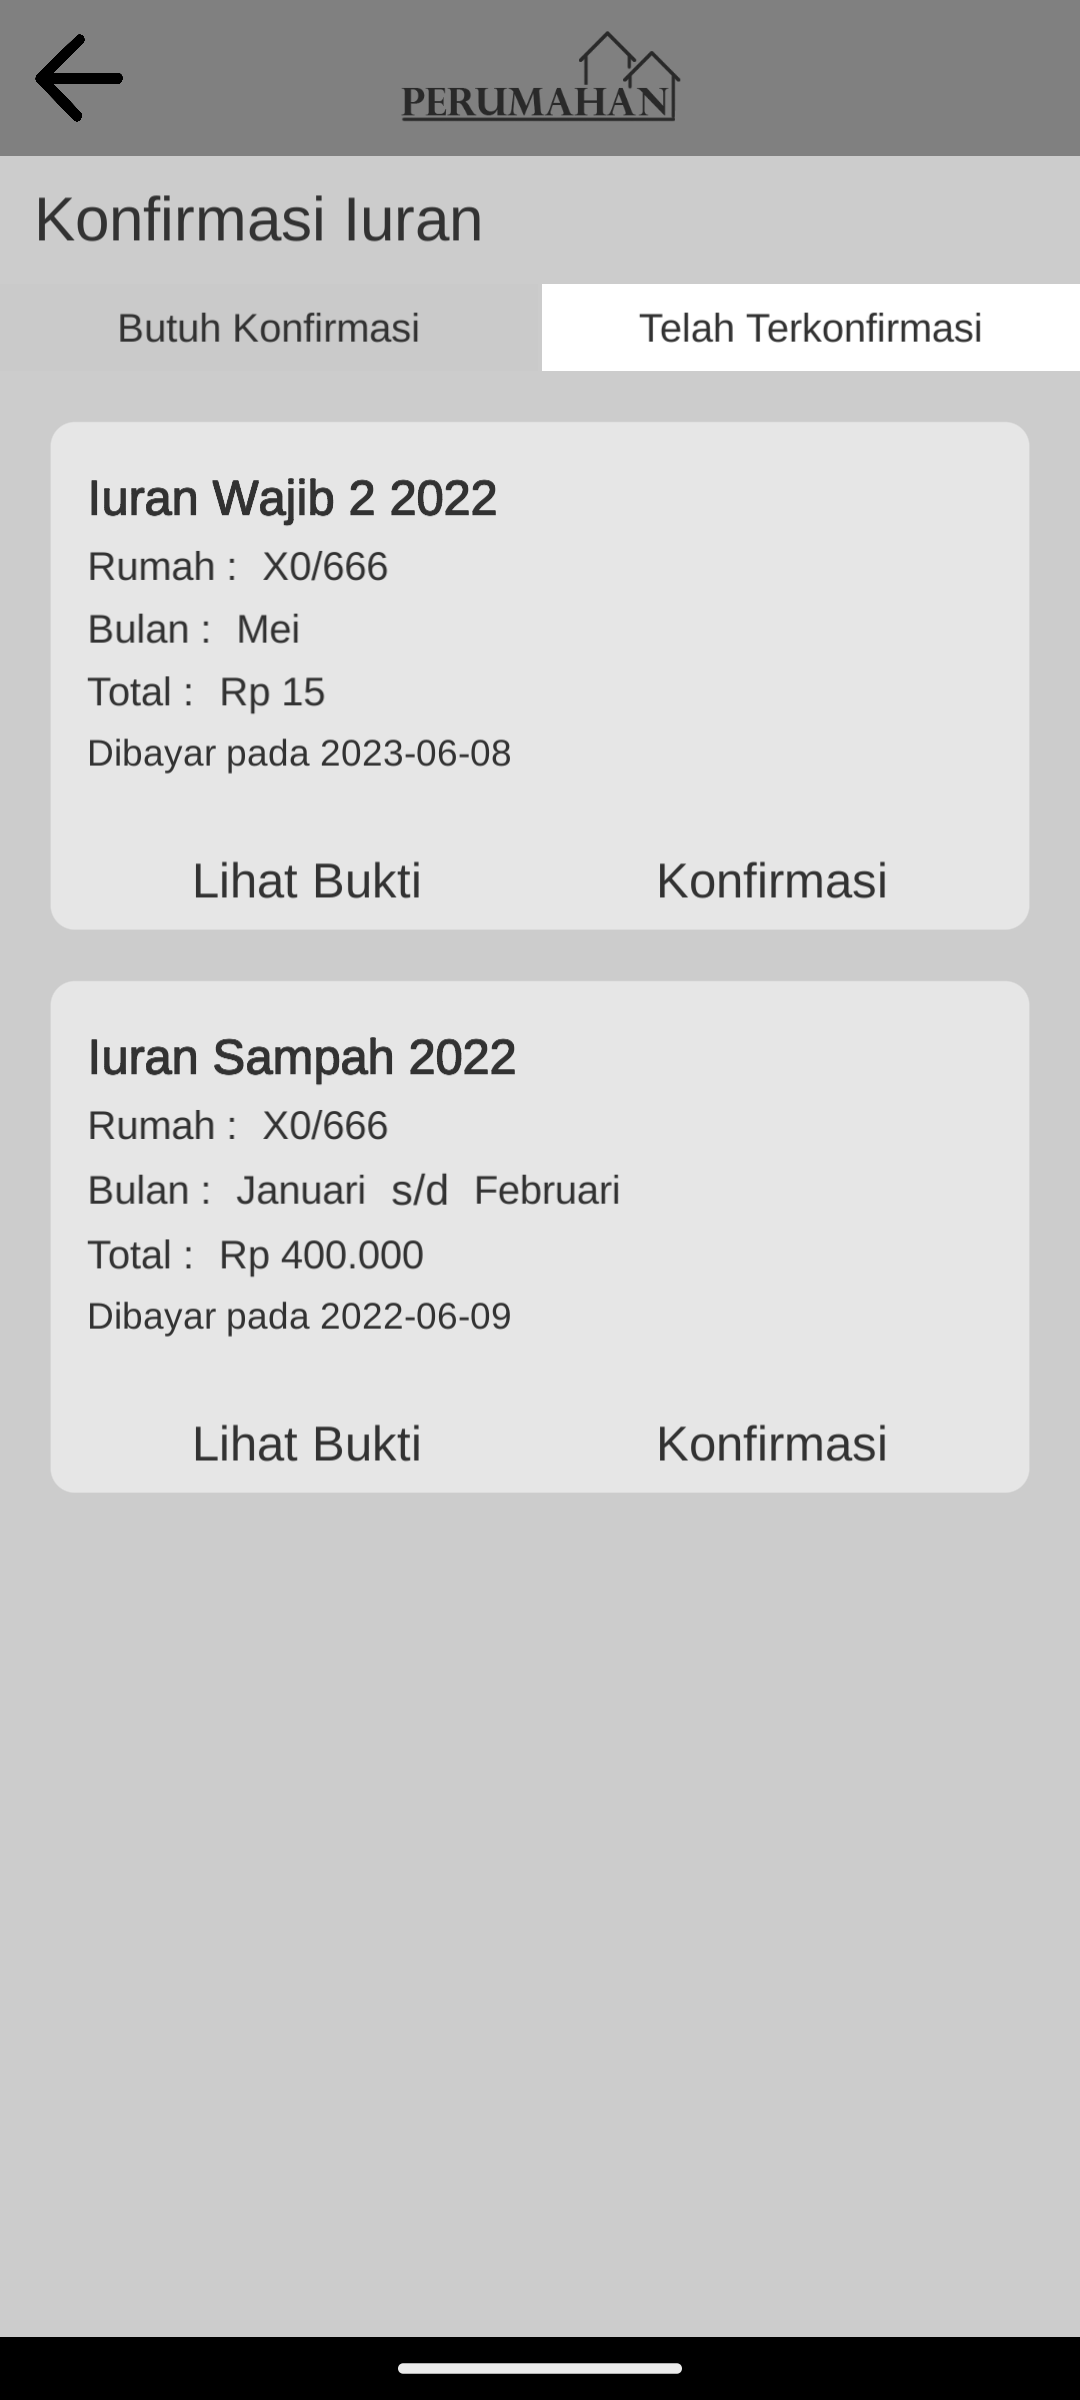 PERUMAHAN
Konfirmasi Iuran
Butuh Konfirmasi Telah Terkonfirmasi
Iuran Wajib 2 2022
Rumah : X0/666
Bulan : Mei
Total : Rp 15
Dibayar pada 2023-06-08
Lihat Bukti Konfirmasi
Iuran Sampah 2022
Rumah : X0/666
Bulan : Januari s/d Februari
Total : Rp 400.000
Dibayar pada 2022-06-09
Lihat Bukti Konfirmasi